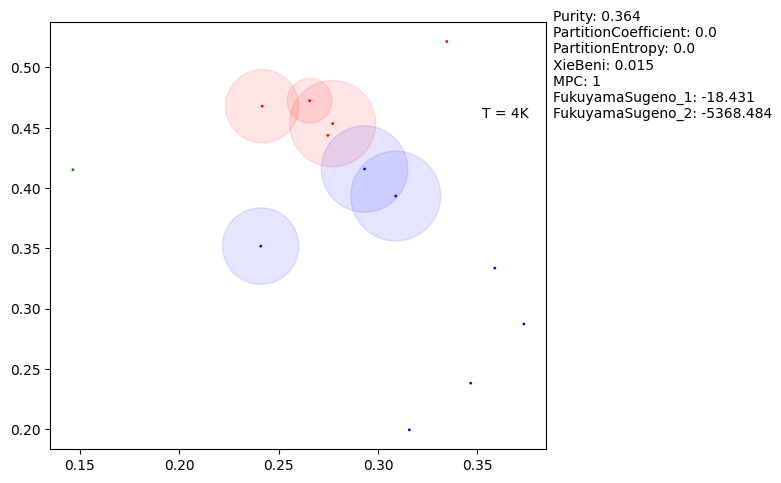 Purity: 0.364
PartitionCoefficient: 0.0
PartitionEntropy: 0.0
XieBeni: 0.015
MPC: 1
FukuyamaSugeno_1: -18.431
FukuyamaSugeno_2: -5368.484
T = 4K
0.50
0.45
0.40
0.35
0.30
0.25
0.20
0.15
0.20
0.25
0.30
0.35